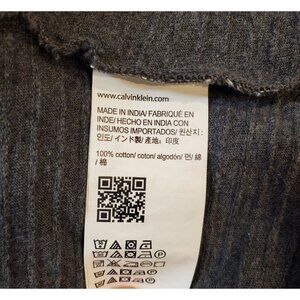 www.calvinklein.com
MADE IN INDIA/ FABRIQUÉ EN
INDE/ HECHO EN INDIA CON
INSUMOS IMPORTADOS/ 원산지 :
인도/ インド製/ 產地：印度
100% cotton/ coton/ algodón/ 면/ 綿
/ 棉